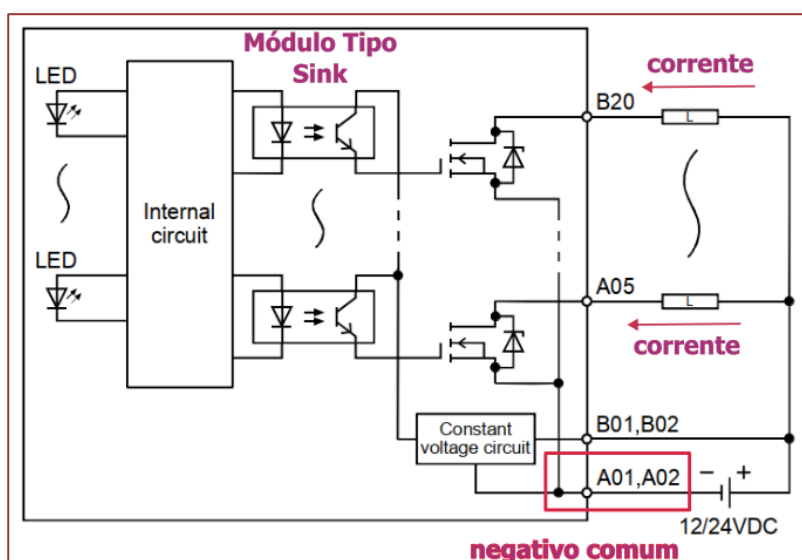 Módulo Tipo
Sink
LED
corrente
B20
L
Internal
circuit
LED
A05
L
corrente
Constant
voltage circuit
B01,B02
A01,A02
− +
12/24VDC
negativo comum